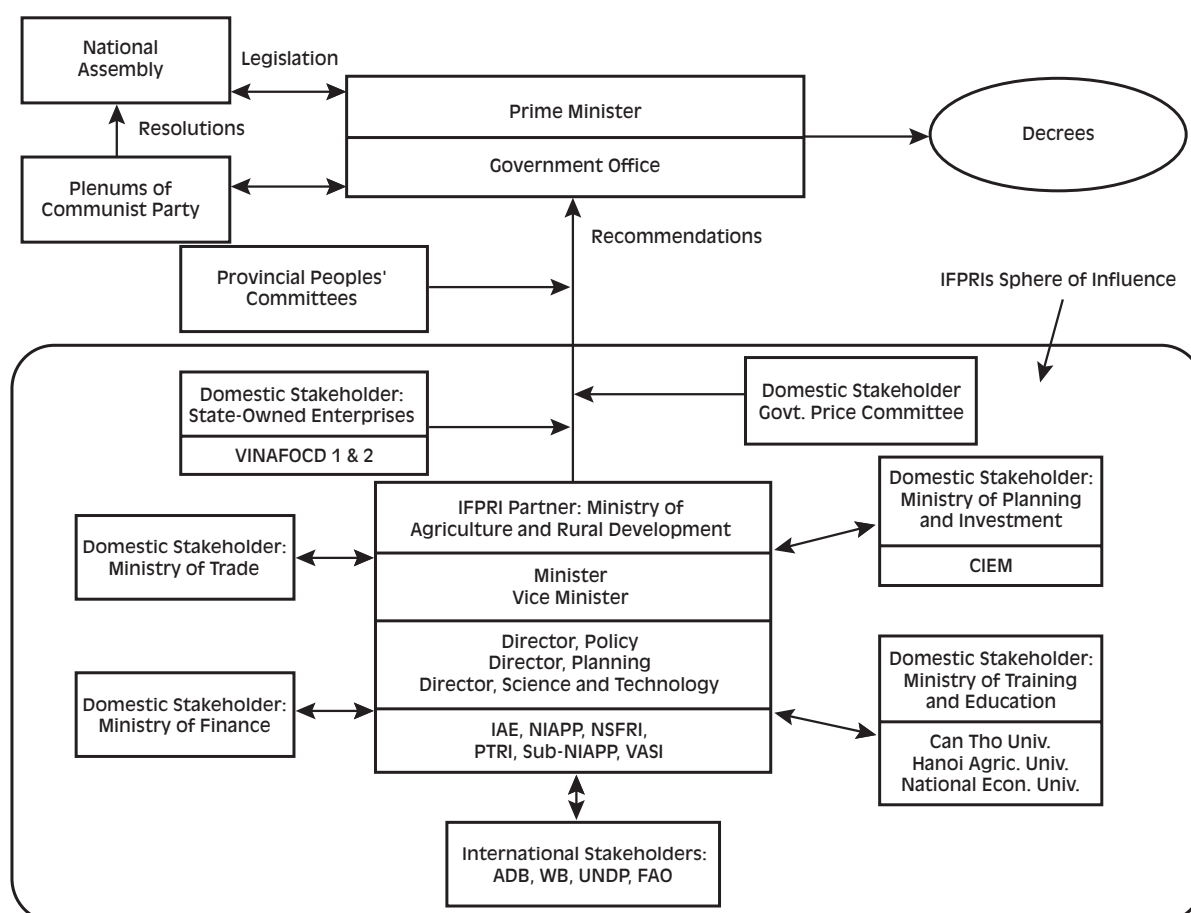 National
Assembly
Legislation
Prime Minister
Decrees
Resolutions
Government Office
Plenums of
Communist Party
Recommendations
Provincial Peoples'
Committees
IFPRIs Sphere of Influence
Domestic Stakeholder:
State-Owned Enterprises
VINAFOCD 1 & 2
Domestic Stakeholder
Govt. Price Committee
IFPRI Partner: Ministry of
Agriculture and Rural Development
Domestic Stakeholder:
Ministry of Planning
and Investment
CIEM
Domestic Stakeholder:
Ministry of Trade
Minister
Vice Minister
Director, Policy
Director, Planning
Director, Science and Technology
Domestic Stakeholder:
Ministry of Training
and Education
Domestic Stakeholder:
Ministry of Finance
IAE, NIAPP, NSFRI,
PTRI, Sub-NIAPP, VASI
Can Tho Univ.
Hanoi Agric. Univ.
National Econ. Univ.
International Stakeholders:
ADB, WB, UNDP, FAO